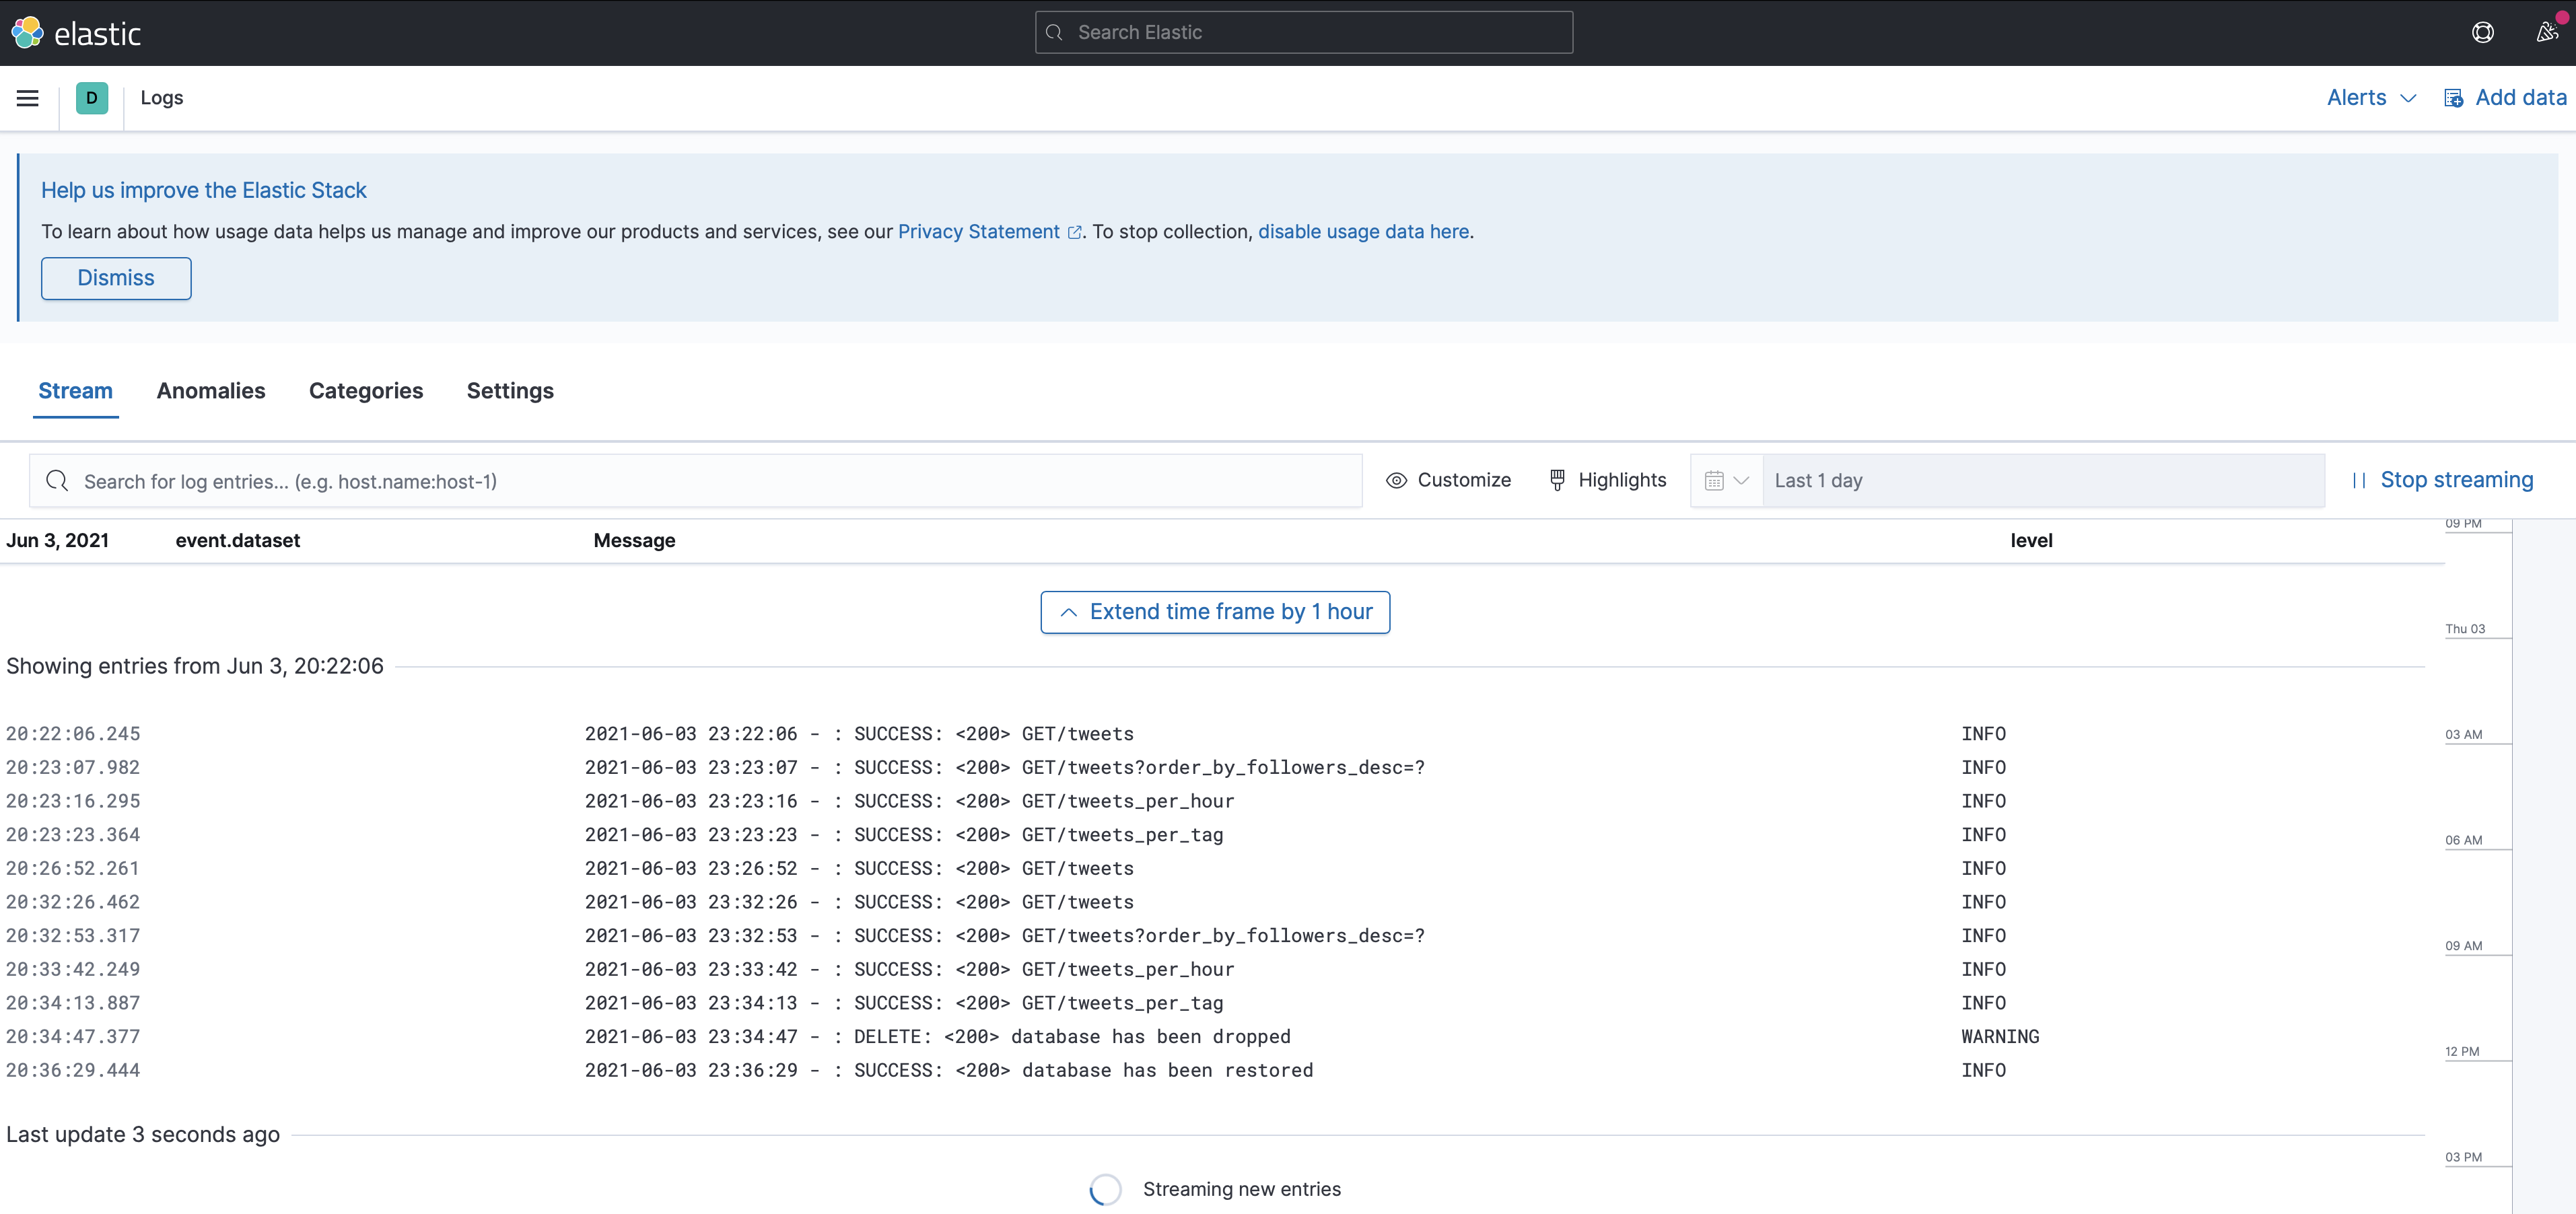 elastic
Search Elastic
D
Logs
Alerts
Add data
Help us improve the Elastic Stack
To learn about how usage data helps us manage and improve our products and services, see our Privacy Statement. To stop collection, disable usage data here.
Dismiss
Stream Anomalies Categories Settings
Search for log entries... (e.g. host.name:host-1)
Customize
Highlights
Last 1 day
Stop streaming
Jun 3, 2021 event.dataset Message level
Extend time frame by 1 hour
Showing entries from Jun 3, 20:22:06
20:22:06.245 2021-06-03 23:22:06 - : SUCCESS: <200> GET/tweets INFO
20:23:07.982 2021-06-03 23:23:07 - : SUCCESS: <200> GET/tweets?order_by_followers_desc=? INFO
20:23:16.295 2021-06-03 23:23:16 - : SUCCESS: <200> GET/tweets_per_hour INFO
20:23:23.364 2021-06-03 23:23:23 - : SUCCESS: <200> GET/tweets_per_tag INFO
20:26:52.261 2021-06-03 23:26:52 - : SUCCESS: <200> GET/tweets INFO
20:32:26.462 2021-06-03 23:32:26 - : SUCCESS: <200> GET/tweets INFO
20:32:53.317 2021-06-03 23:32:53 - : SUCCESS: <200> GET/tweets?order_by_followers_desc=? INFO
20:33:42.249 2021-06-03 23:33:42 - : SUCCESS: <200> GET/tweets_per_hour INFO
20:34:13.887 2021-06-03 23:34:13 - : SUCCESS: <200> GET/tweets_per_tag INFO
20:34:47.377 2021-06-03 23:34:47 - : DELETE: <200> database has been dropped WARNING
20:36:29.444 2021-06-03 23:36:29 - : SUCCESS: <200> database has been restored INFO
Last update 3 seconds ago
Streaming new entries
09 PM
Thu 03
03 AM
06 AM
09 AM
12 PM
03 PM